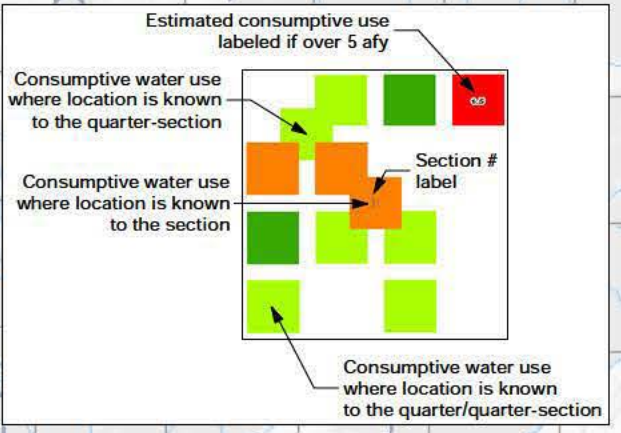 Estimated consumptive use
labeled if over 5 afy
Consumptive water use
where location is known
to the quarter-section
Section #
label
Consumptive water use
where location is known
to the section
Consumptive water use
where location is known
to the quarter/quarter-section